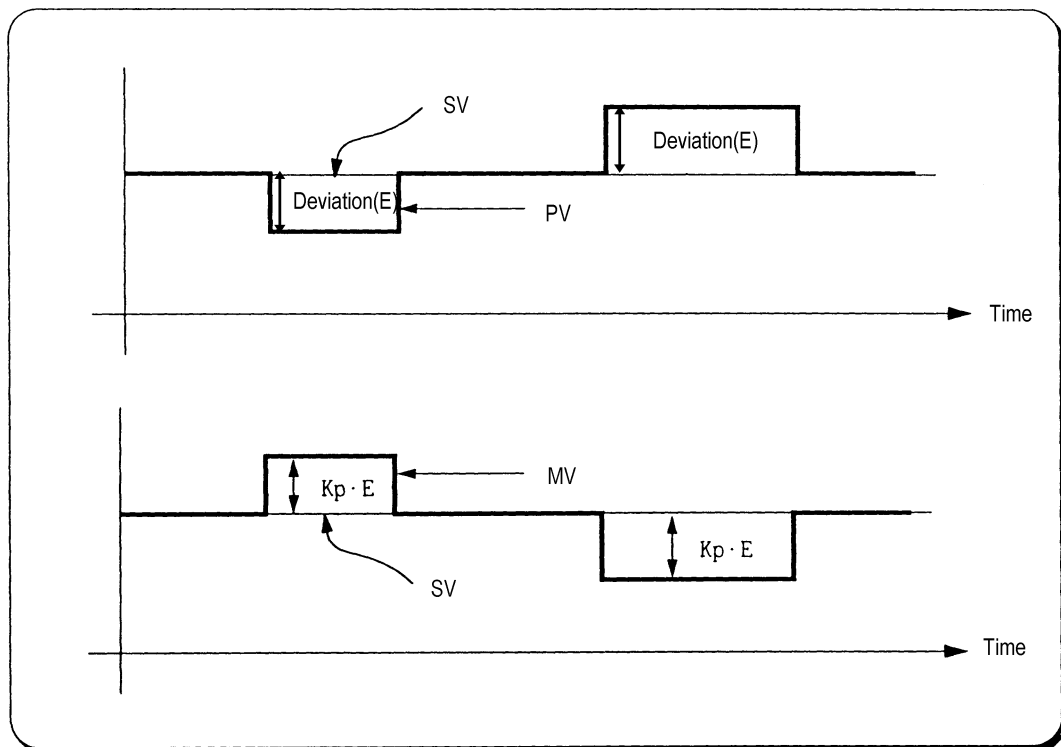 SV
Deviation(E)
Deviation(E)
PV
Time
Kp · E
MV
Kp · E
SV
Time